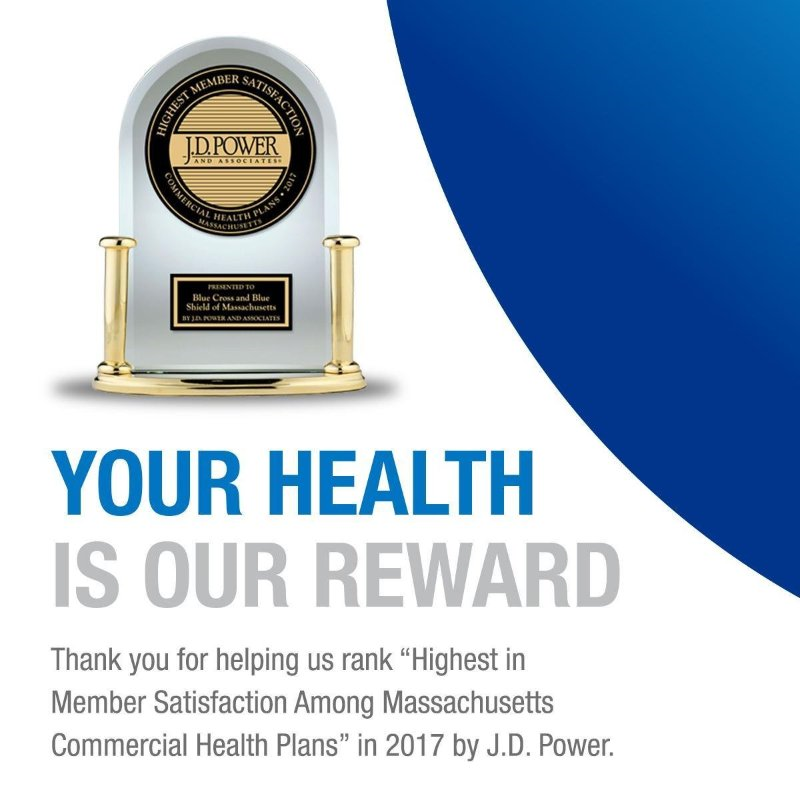 HIGHEST MEMBER SATISFACTION
J.D. POWER
AND ASSOCIATES®
COMMERCIAL HEALTH PLANS • 2017
MASSACHUSETTS
PRESENTED TO
Blue Cross and Blue
Shield of Massachusetts
BY J.D. POWER AND ASSOCIATES
YOUR HEALTH
IS OUR REWARD
Thank you for helping us rank “Highest in
Member Satisfaction Among Massachusetts
Commercial Health Plans” in 2017 by J.D. Power.